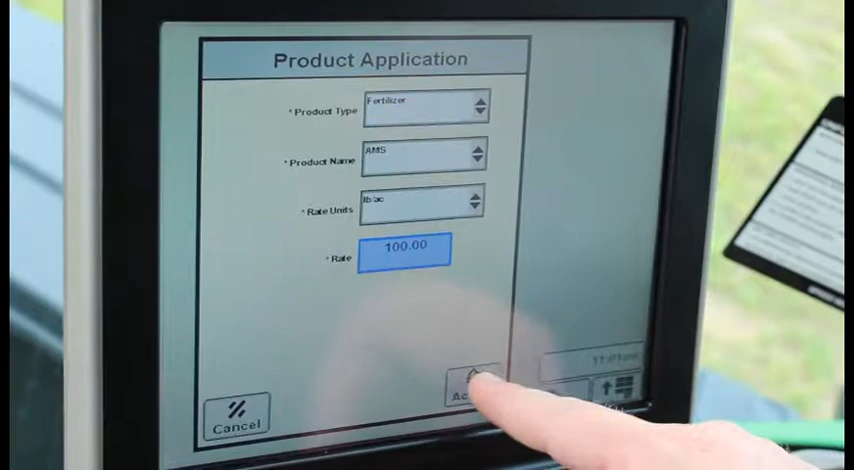 Product Application
* Product Type
Fertilizer
* Product Name
AMS
* Rate Units
lb/ac
* Rate
100.00
Cancel